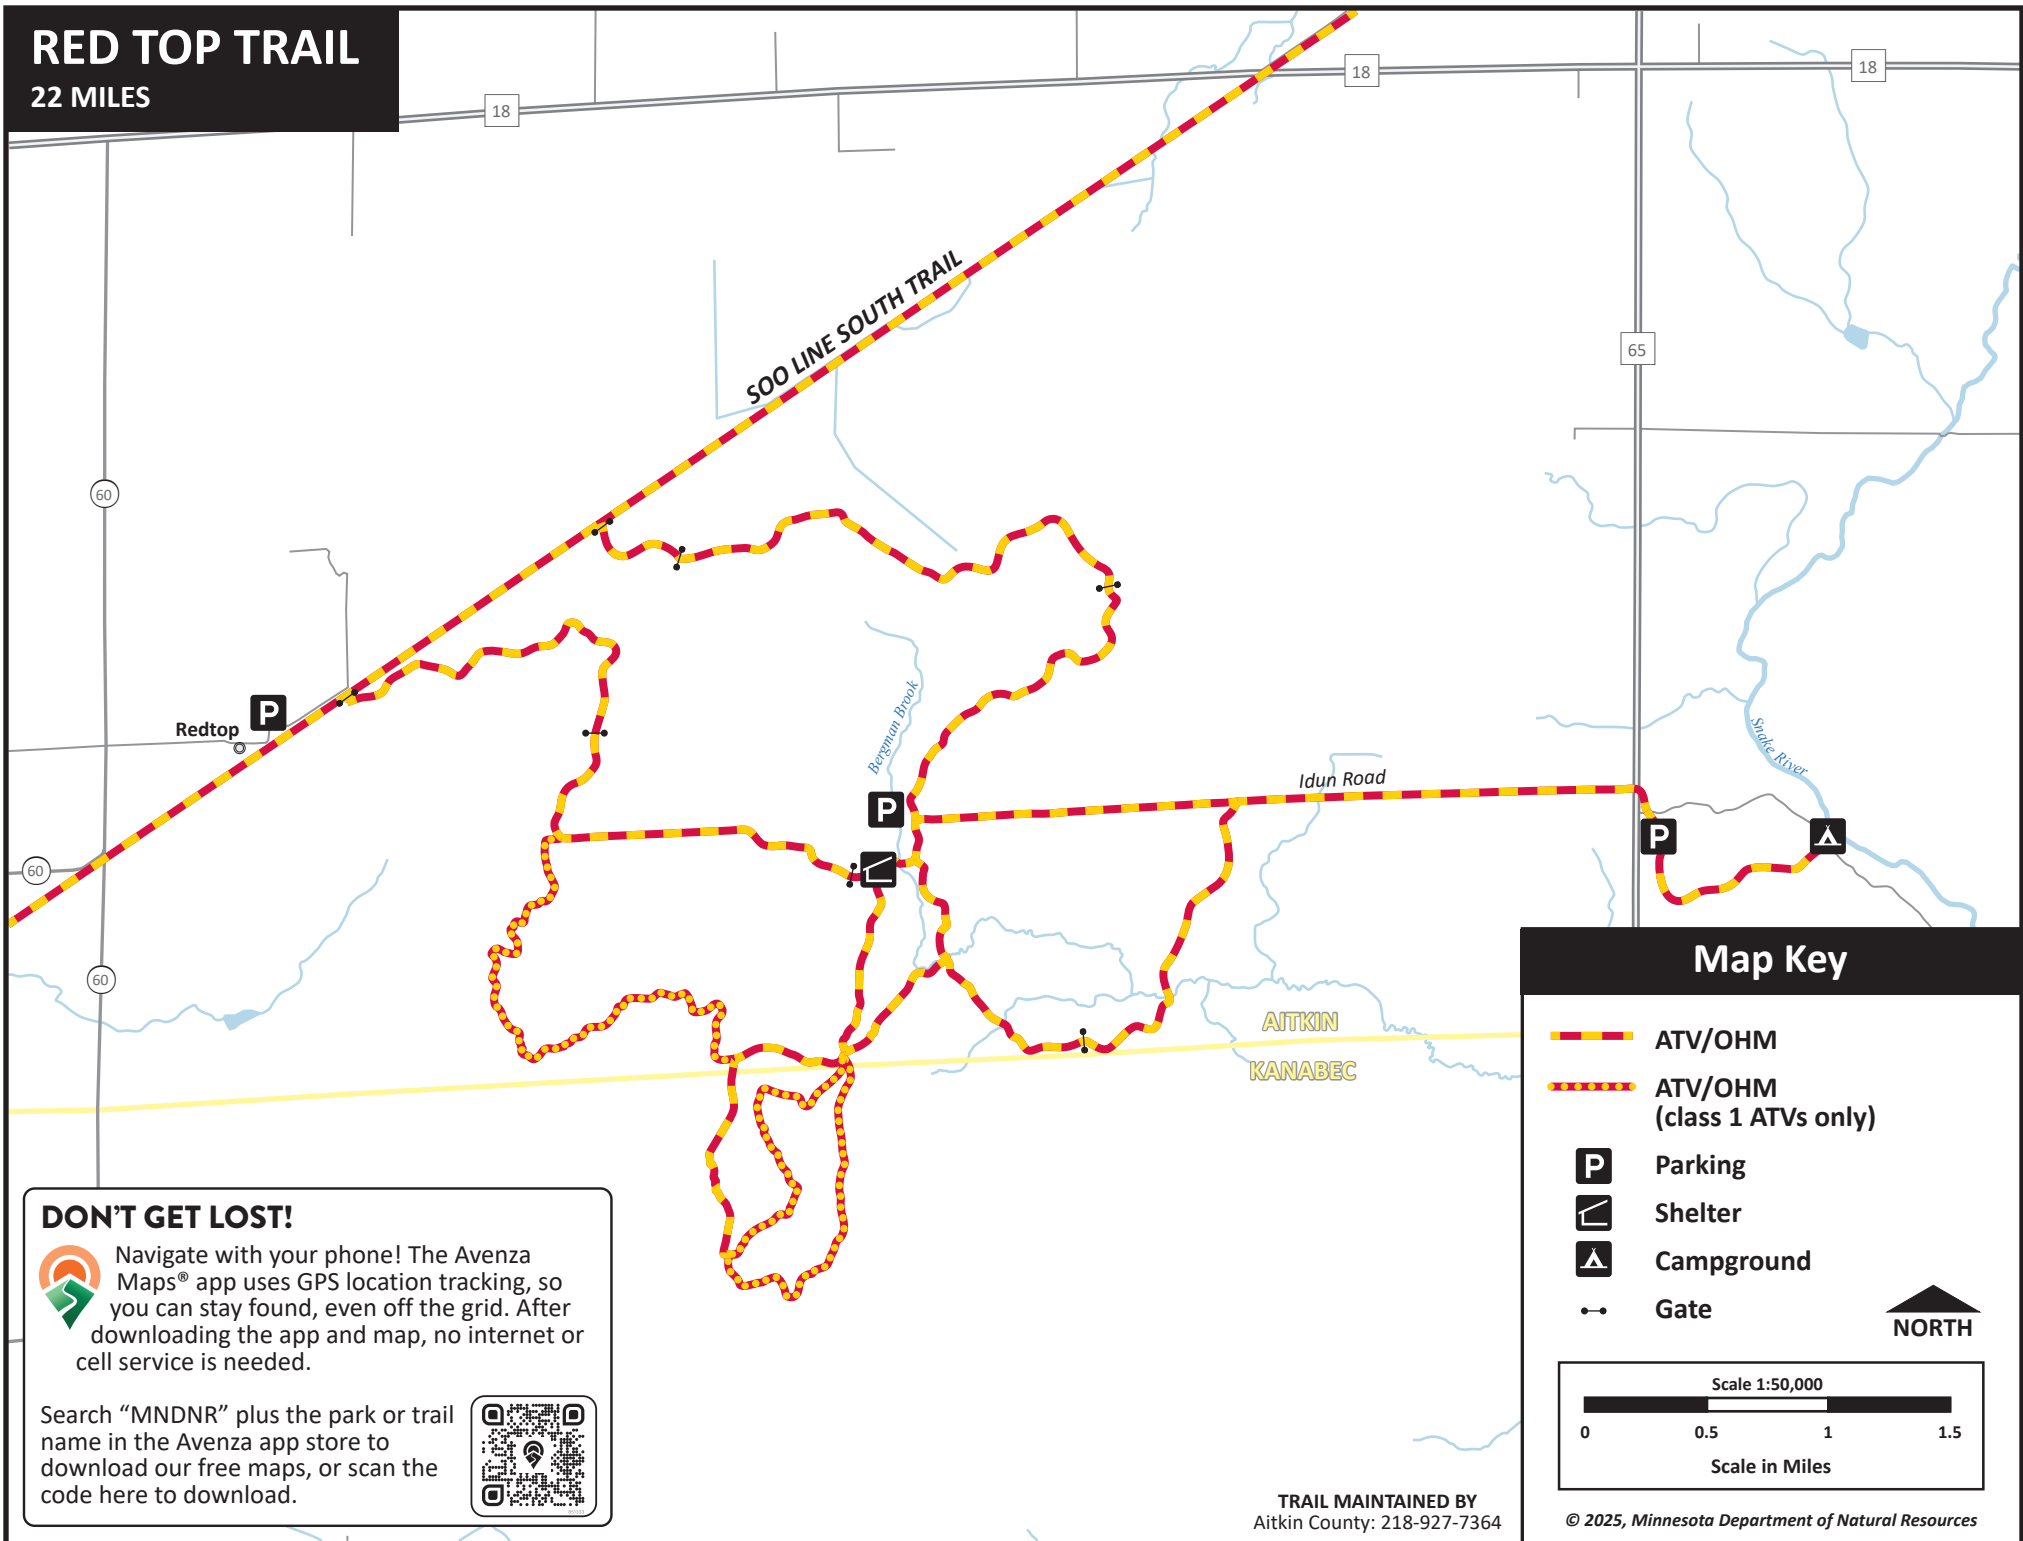 RED TOP TRAIL
22 MILES
18
18
18
SOO LINE SOUTH TRAIL
65
60
Redtop
P
Bergman Brook
P
Idun Road
Snake River
P
60
60
AITKIN
KANABEC
Map Key
ATV/OHM
ATV/OHM
(class 1 ATVs only)
P Parking
Shelter
Campground
Gate
NORTH
Scale 1:50,000
0 0.5 1 1.5
Scale in Miles
© 2025, Minnesota Department of Natural Resources
DON'T GET LOST!
Navigate with your phone! The Avenza
Maps® app uses GPS location tracking, so
you can stay found, even off the grid. After
downloading the app and map, no internet or
cell service is needed.
Search “MNDNR” plus the park or trail
name in the Avenza app store to
download our free maps, or scan the
code here to download.
TRAIL MAINTAINED BY
Aitkin County: 218-927-7364